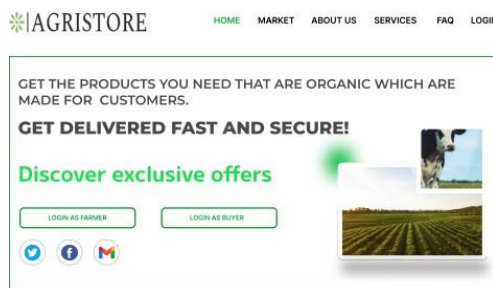 AGRISTORE
HOME MARKET ABOUT US SERVICES FAQ LOGIN
GET THE PRODUCTS YOU NEED THAT ARE ORGANIC WHICH ARE
MADE FOR CUSTOMERS.
GET DELIVERED FAST AND SECURE!
Discover exclusive offers
LOGIN AS FARMER LOGIN AS BUYER